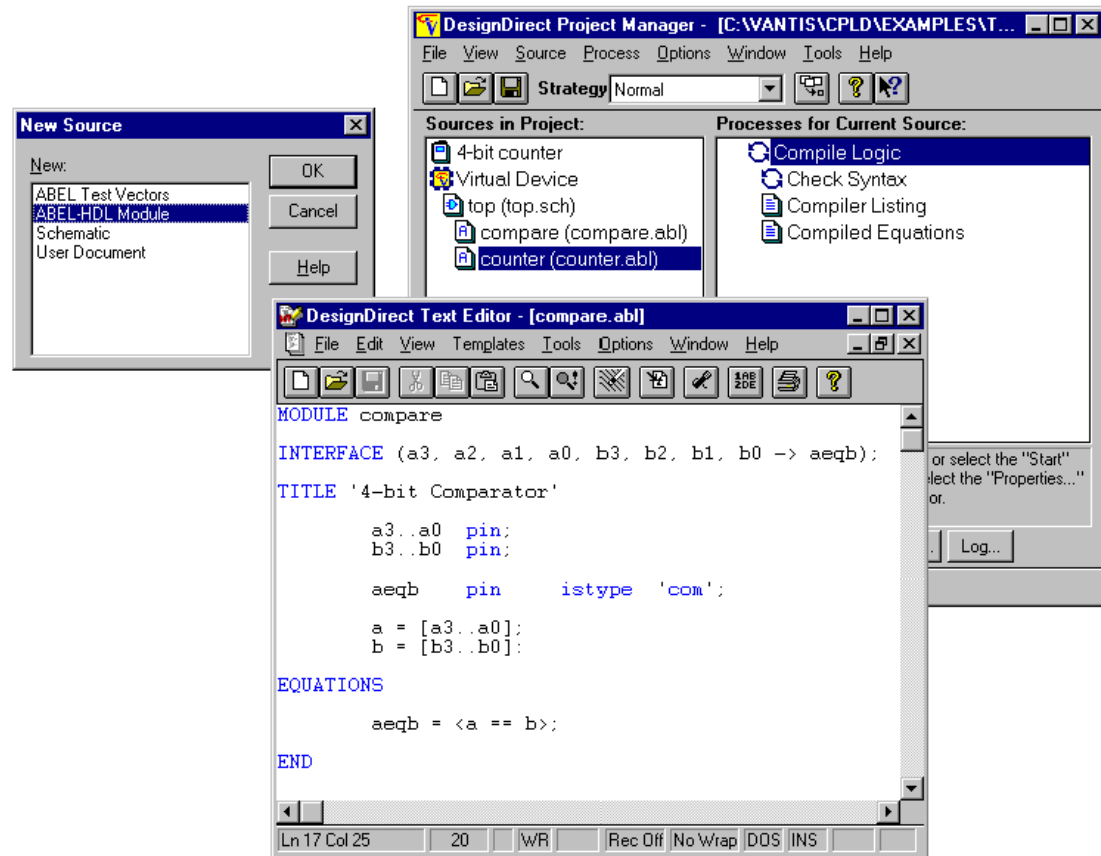 DesignDirect Project Manager - [C:\VANTIS\CPLD\EXAMPLES\T...
File View Source Process Options Window Tools Help
Strategy Normal
Sources in Project:
4-bit counter
Virtual Device
top (top.sch)
compare (compare.abl)
counter (counter.abl)
Processes for Current Source:
Compile Logic
Check Syntax
Compiler Listing
Compiled Equations
or select the "Start"
elect the "Properties..."
or.
Log...
New Source
New:
ABEL Test Vectors
ABEL-HDL Module
Schematic
User Document
OK
Cancel
Help
DesignDirect Text Editor - [compare.abl]
File Edit View Templates Tools Options Window Help
1AB
2DE
MODULE compare
INTERFACE (a3, a2, a1, a0, b3, b2, b1, b0 -> aeqb);
TITLE '4-bit Comparator'
a3..a0 pin;
b3..b0 pin;
aeqb pin istype 'com';
a = [a3..a0];
b = [b3..b0];
EQUATIONS
aeqb = <a == b>;
END
Ln 17 Col 25 20 WR Rec Off No Wrap DOS INS